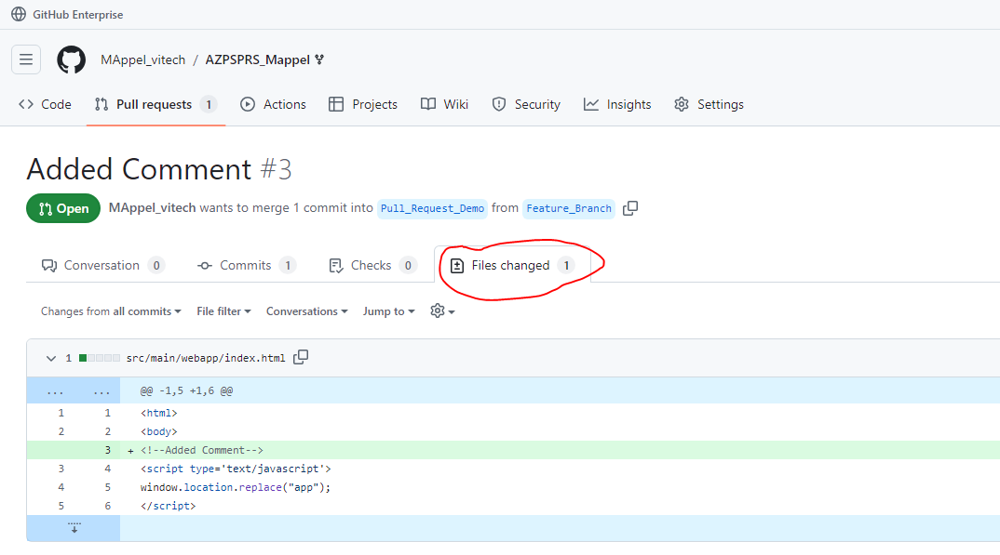 GitHub Enterprise
MAppel_vitech / AZPSPRS_Mappel
Code Pull requests 1 Actions Projects Wiki Security Insights Settings
Added Comment #3
Open MAppel_vitech wants to merge 1 commit into Pull_Request_Demo from Feature_Branch
Conversation 0 Commits 1 Checks 0 Files changed 1
Changes from all commits File filter Conversations Jump to
1 src/main/webapp/index.html
... ... @@ -1,5 +1,6 @@
1 1 <html>
2 2 <body>
3 + <!--Added Comment-->
3 4 <script type='text/javascript'>
4 5 window.location.replace("app");
5 6 </script>